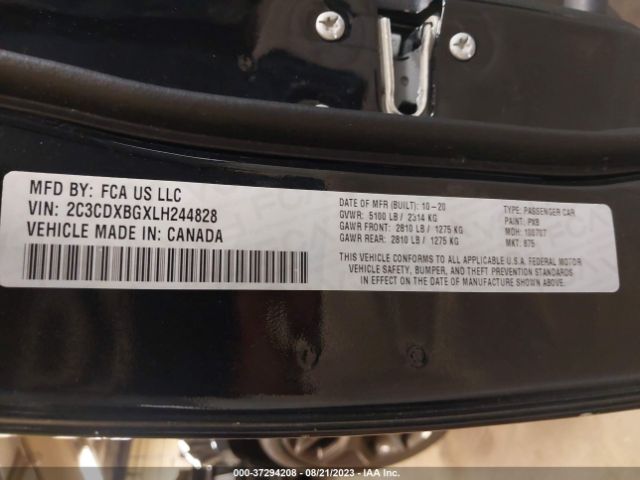 MFD BY: FCA US LLC
VIN: 2C3CDXBGXLH244828
VEHICLE MADE IN: CANADA
DATE OF MFR (BUILT): 10-20
GVWR: 5100 LB / 2314 KG
GAWR FRONT: 2810 LB / 1275 KG
GAWR REAR: 2810 LB / 1275 KG
TYPE: PASSENGER CAR
PAINT: PX8
MDH: 100707
MKT: 875
THIS VEHICLE CONFORMS TO ALL APPLICABLE U.S.A. FEDERAL MOTOR
VEHICLE SAFETY, BUMPER, AND THEFT PREVENTION STANDARDS
IN EFFECT ON THE DATE OF MANUFACTURE SHOWN ABOVE.
000-37294208 - 08/21/2023 - IAA Inc.